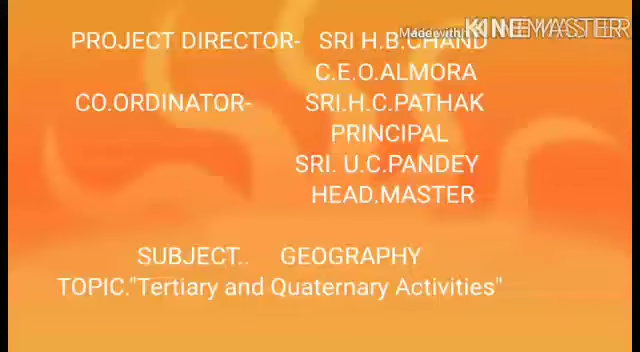 Made with KINEMASTER
PROJECT DIRECTOR- SRI H.B.CHAND
C.E.O.ALMORA
CO.ORDINATOR- SRI.H.C.PATHAK
PRINCIPAL
SRI. U.C.PANDEY
HEAD.MASTER
SUBJECT.. GEOGRAPHY
TOPIC."Tertiary and Quaternary Activities"